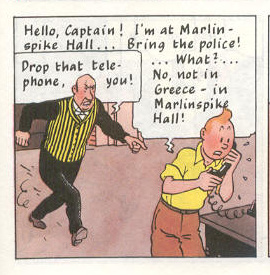 Hello, Captain! I'm at Marlin-
spike Hall... Bring the police!
... What?...
No, not in
Greece - in
Marlinspike
Hall!
Drop that tele-
phone, you!